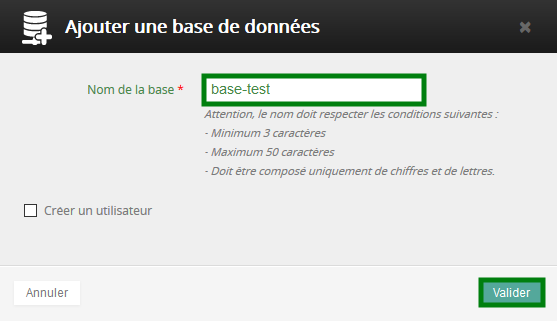 Ajouter une base de données
Nom de la base * base-test
Attention, le nom doit respecter les conditions suivantes :
- Minimum 3 caractères
- Maximum 50 caractères
- Doit être composé uniquement de chiffres et de lettres.
Créer un utilisateur
Annuler Valider